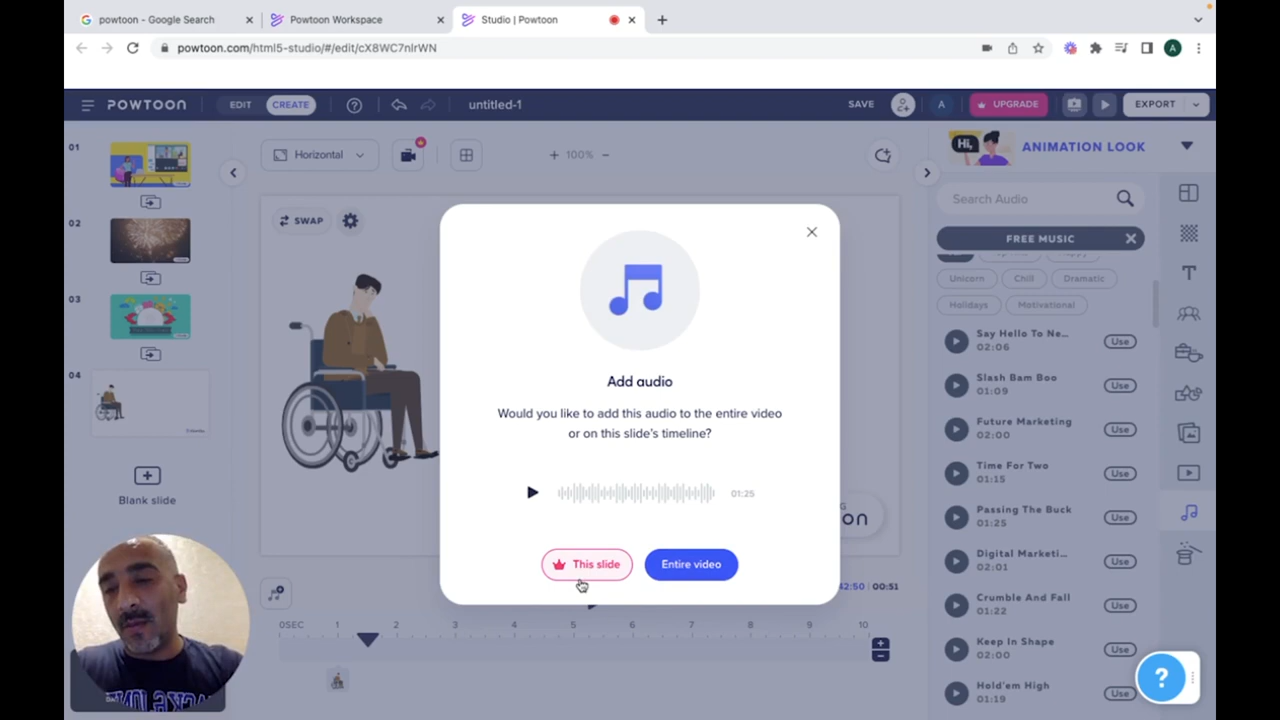 powtoon - Google Search
Powtoon Workspace
Studio | Powtoon
powtoon.com/html5-studio/#/edit/cX8WC7nIrWN
A
POWTOON
EDIT
CREATE
untitled-1
SAVE
A
UPGRADE
EXPORT
01
02
03
04
Blank slide
Horizontal
+ 100% −
SWAP
Hi,
ANIMATION LOOK
Search Audio
FREE MUSIC
Unicorn
Chill
Dramatic
Holidays
Motivational
Say Hello To Ne...
02:06
Use
Slash Bam Boo
01:09
Use
Future Marketing
02:00
Use
Time For Two
01:15
Use
Passing The Buck
01:25
Use
Digital Marketi...
02:01
Use
Crumble And Fall
01:22
Use
Keep In Shape
02:00
Use
Hold'em High
01:19
Use
Add audio
Would you like to add this audio to the entire video
or on this slide's timeline?
01:25
This slide
Entire video
42:50 | 00:51
0SEC 1 2 3 4 5 6 7 8 9 10
?